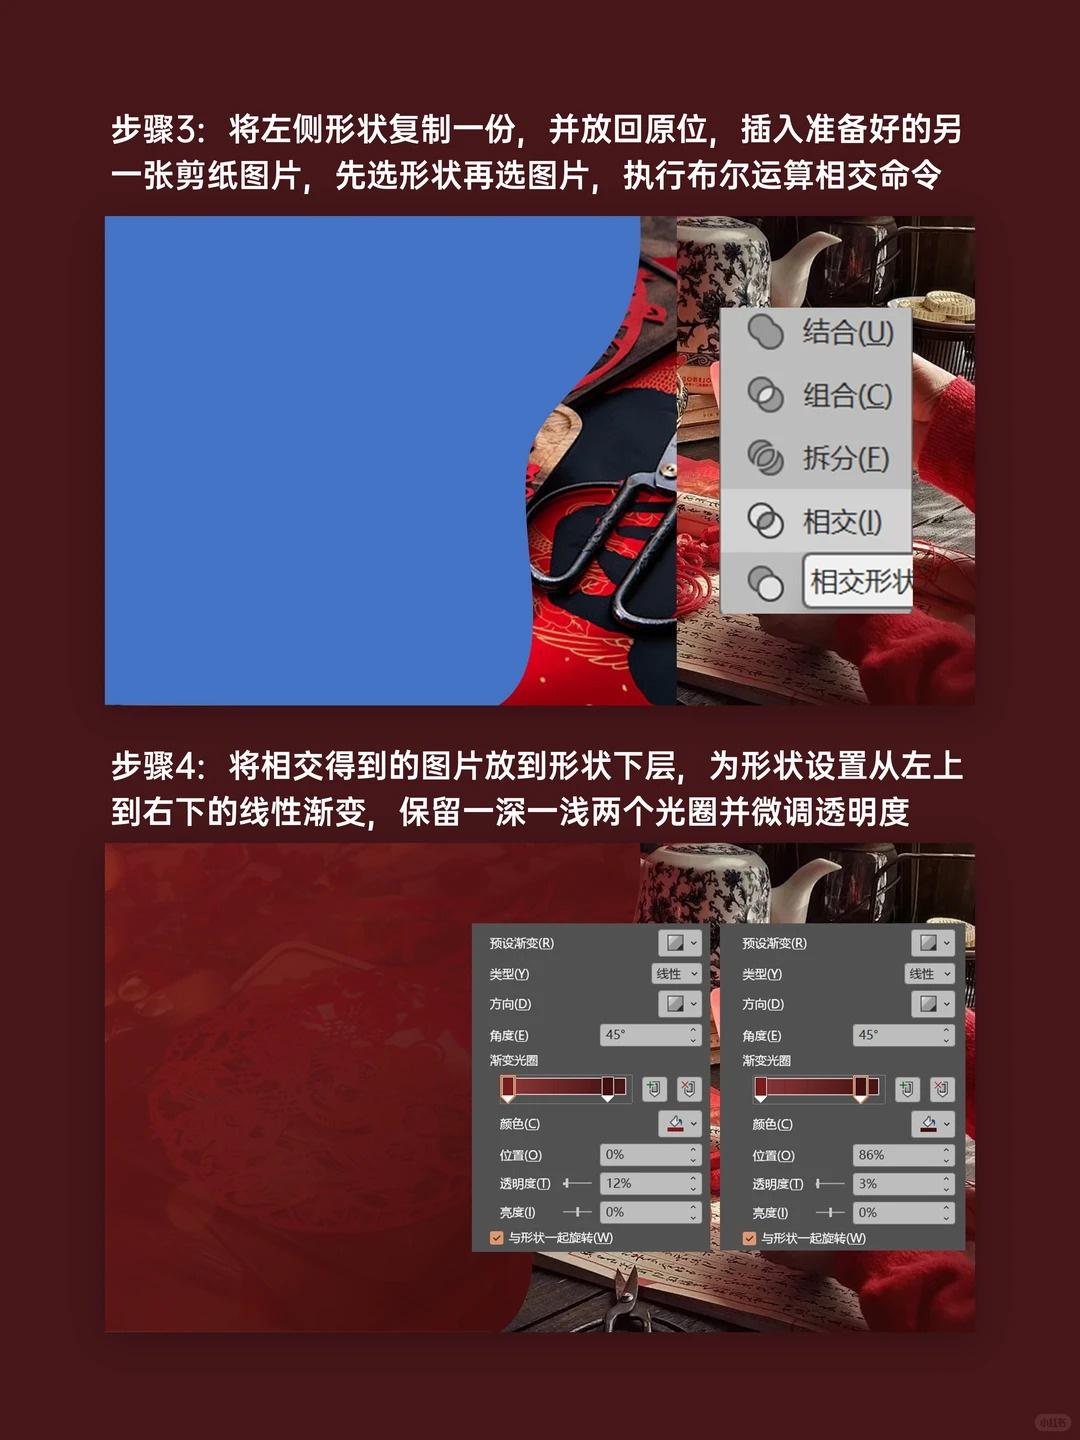 步骤3：将左侧形状复制一份，并放回原位，插入准备好的另
一张剪纸图片，先选形状再选图片，执行布尔运算相交命令
结合(U)
组合(C)
拆分(F)
相交(I)
相交形状
步骤4：将相交得到的图片放到形状下层，为形状设置从左上
到右下的线性渐变，保留一深一浅两个光圈并微调透明度
预设渐变(R)
类型(Y) 线性
方向(D)
角度(E) 45°
渐变光圈
颜色(C)
位置(O) 0%
透明度(T) 12%
亮度(I) 0%
与形状一起旋转(W)
预设渐变(R)
类型(Y) 线性
方向(D)
角度(E) 45°
渐变光圈
颜色(C)
位置(O) 86%
透明度(T) 3%
亮度(I) 0%
与形状一起旋转(W)
小红书